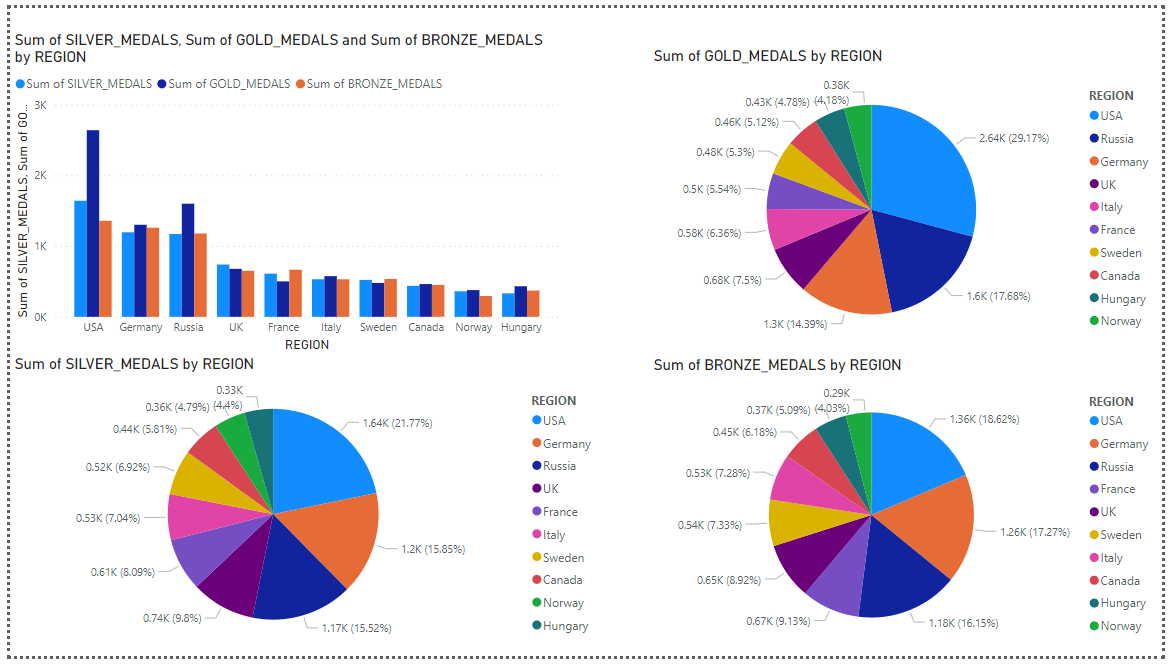 Sum of SILVER_MEDALS, Sum of GOLD_MEDALS and Sum of BRONZE_MEDALS
by REGION
Sum of SILVER_MEDALS Sum of GOLD_MEDALS Sum of BRONZE_MEDALS
Sum of SILVER_MEDALS, Sum of GO...
3K
2K
1K
0K
USA Germany Russia UK France Italy Sweden Canada Norway Hungary
REGION
Sum of GOLD_MEDALS by REGION
0.38K
(4.18%)
0.43K (4.78%)
0.46K (5.12%)
0.48K (5.3%)
0.5K (5.54%)
0.58K (6.36%)
0.68K (7.5%)
1.3K (14.39%)
2.64K (29.17%)
1.6K (17.68%)
REGION
USA
Russia
Germany
UK
Italy
France
Sweden
Canada
Hungary
Norway
Sum of SILVER_MEDALS by REGION
0.33K
(4.4%)
0.36K (4.79%)
0.44K (5.81%)
0.52K (6.92%)
0.53K (7.04%)
0.61K (8.09%)
0.74K (9.8%)
1.64K (21.77%)
1.2K (15.85%)
1.17K (15.52%)
REGION
USA
Germany
Russia
UK
France
Italy
Sweden
Canada
Norway
Hungary
Sum of BRONZE_MEDALS by REGION
0.29K
(4.03%)
0.37K (5.09%)
0.45K (6.18%)
0.53K (7.28%)
0.54K (7.33%)
0.65K (8.92%)
0.67K (9.13%)
1.36K (18.62%)
1.26K (17.27%)
1.18K (16.15%)
REGION
USA
Germany
Russia
France
UK
Sweden
Italy
Canada
Hungary
Norway